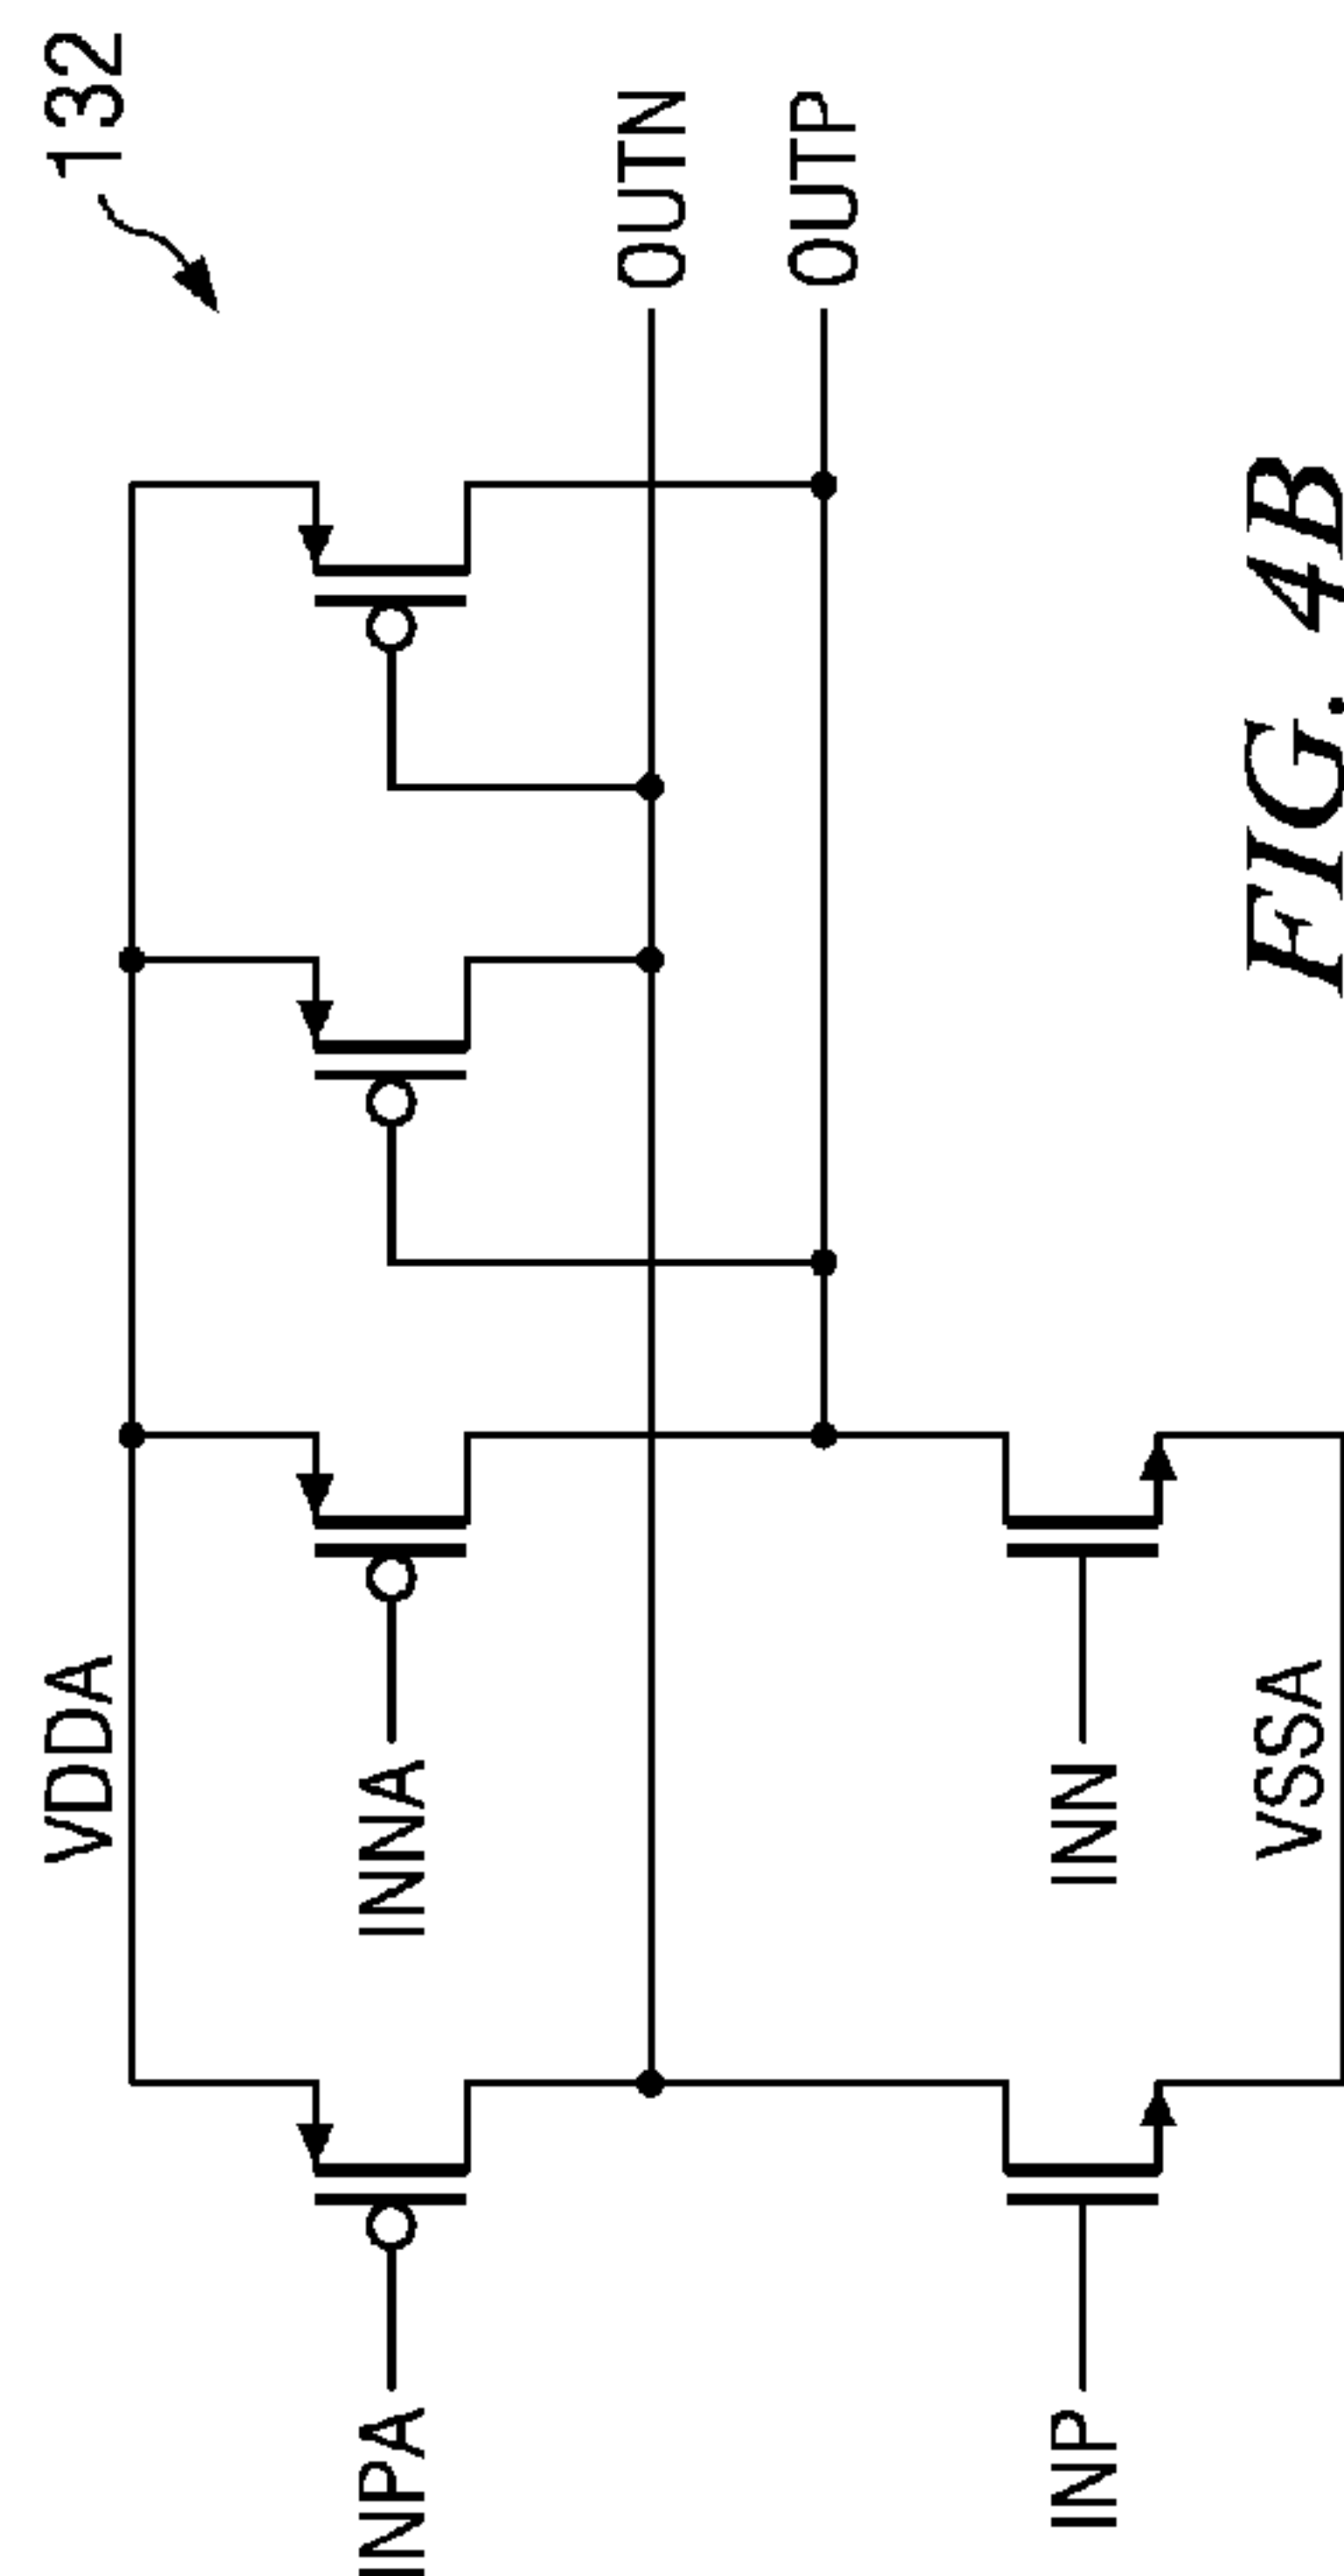 132
VDDA
OUTN
OUTP
INPA
INNA
INP
INN
VSSA
FIG. 4B